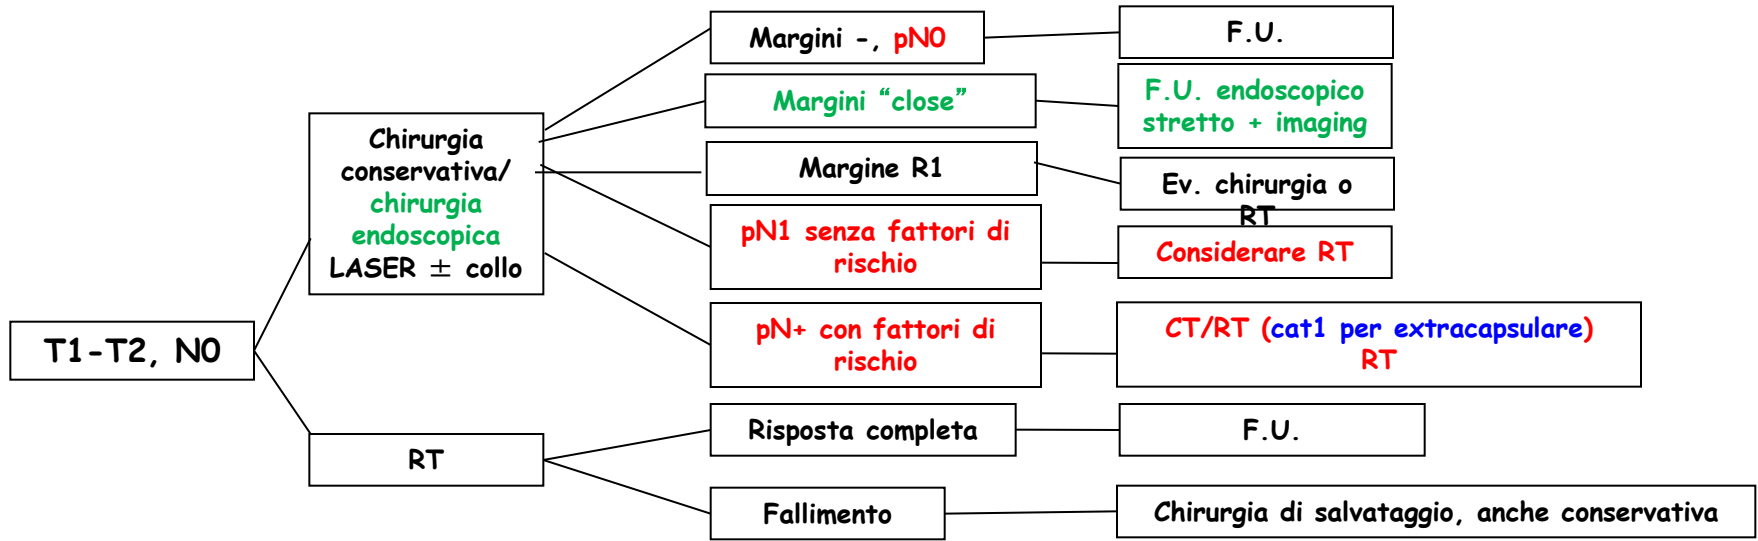 T1-T2, N0
Chirurgia
conservativa/
chirurgia
endoscopica
LASER ± collo
RT
Margini -, pN0
Margini “close”
Margine R1
pN1 senza fattori di
rischio
pN+ con fattori di
rischio
Risposta completa
Fallimento
F.U.
F.U. endoscopico
stretto + imaging
Ev. chirurgia o
RT
Considerare RT
CT/RT (cat1 per extracapsulare)
RT
F.U.
Chirurgia di salvataggio, anche conservativa